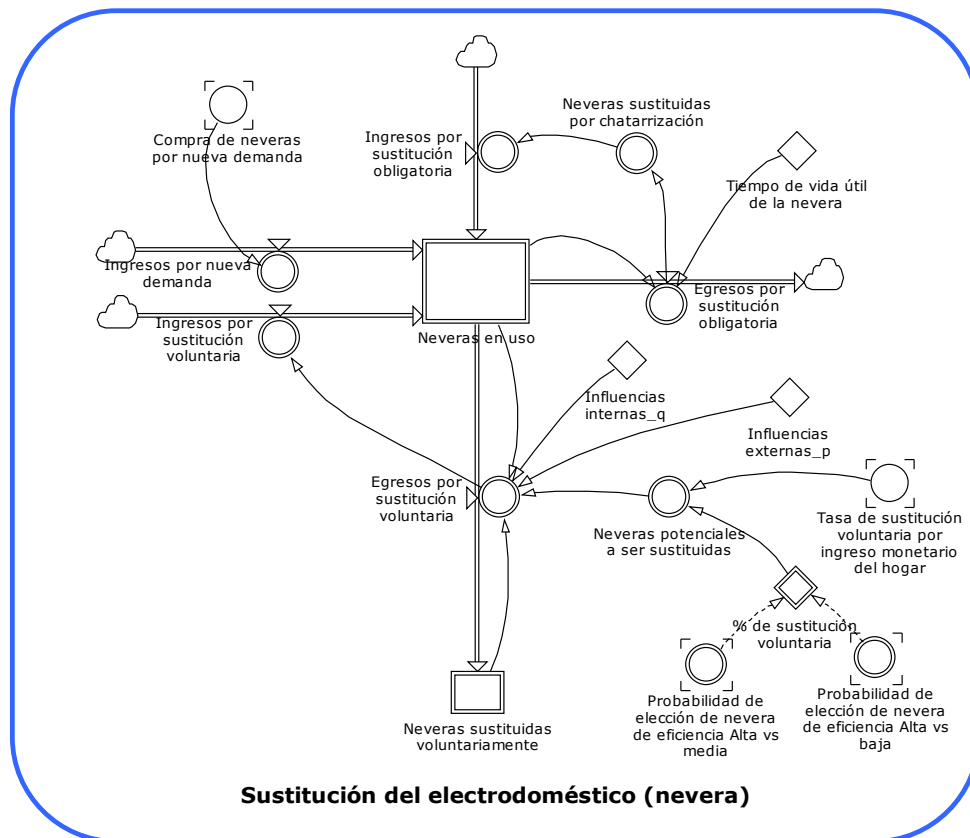 Compra de neveras
por nueva demanda
Ingresos por
sustitución
obligatoria
Neveras sustituidas
por chatarrización
Tiempo de vida útil
de la nevera
Ingresos por nueva
demanda
Ingresos por
sustitución
voluntaria
Neveras en uso
Egresos por
sustitución
obligatoria
Influencias
internas_q
Influencias
externas_p
Egresos por
sustitución
voluntaria
Neveras potenciales
a ser sustituidas
Tasa de sustitución
voluntaria por
ingreso monetario
del hogar
% de sustitución
voluntaria
Neveras sustituidas
voluntariamente
Probabilidad de
elección de nevera
de eficiencia Alta vs
media
Probabilidad de
elección de nevera
de eficiencia Alta vs
baja
Sustitución del electrodoméstico (nevera)